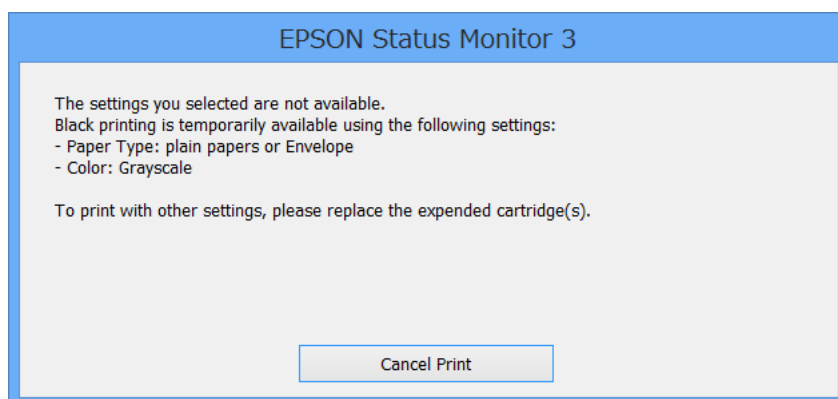 EPSON Status Monitor 3
The settings you selected are not available.
Black printing is temporarily available using the following settings:
- Paper Type: plain papers or Envelope
- Color: Grayscale
To print with other settings, please replace the expended cartridge(s).
Cancel Print